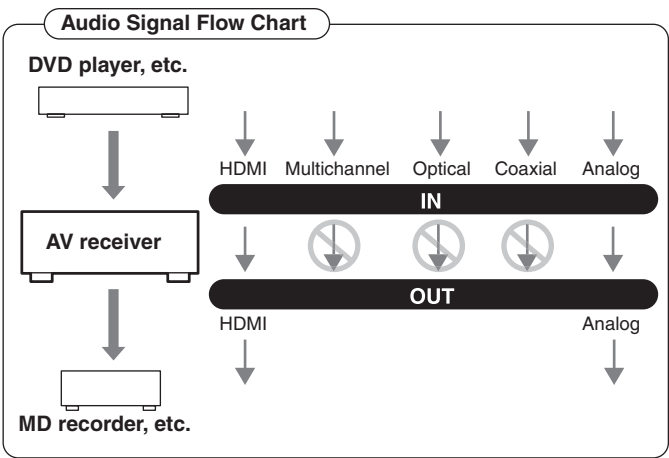 Audio Signal Flow Chart
DVD player, etc.
HDMI Multichannel Optical Coaxial Analog
IN
AV receiver
OUT
HDMI Analog
MD recorder, etc.